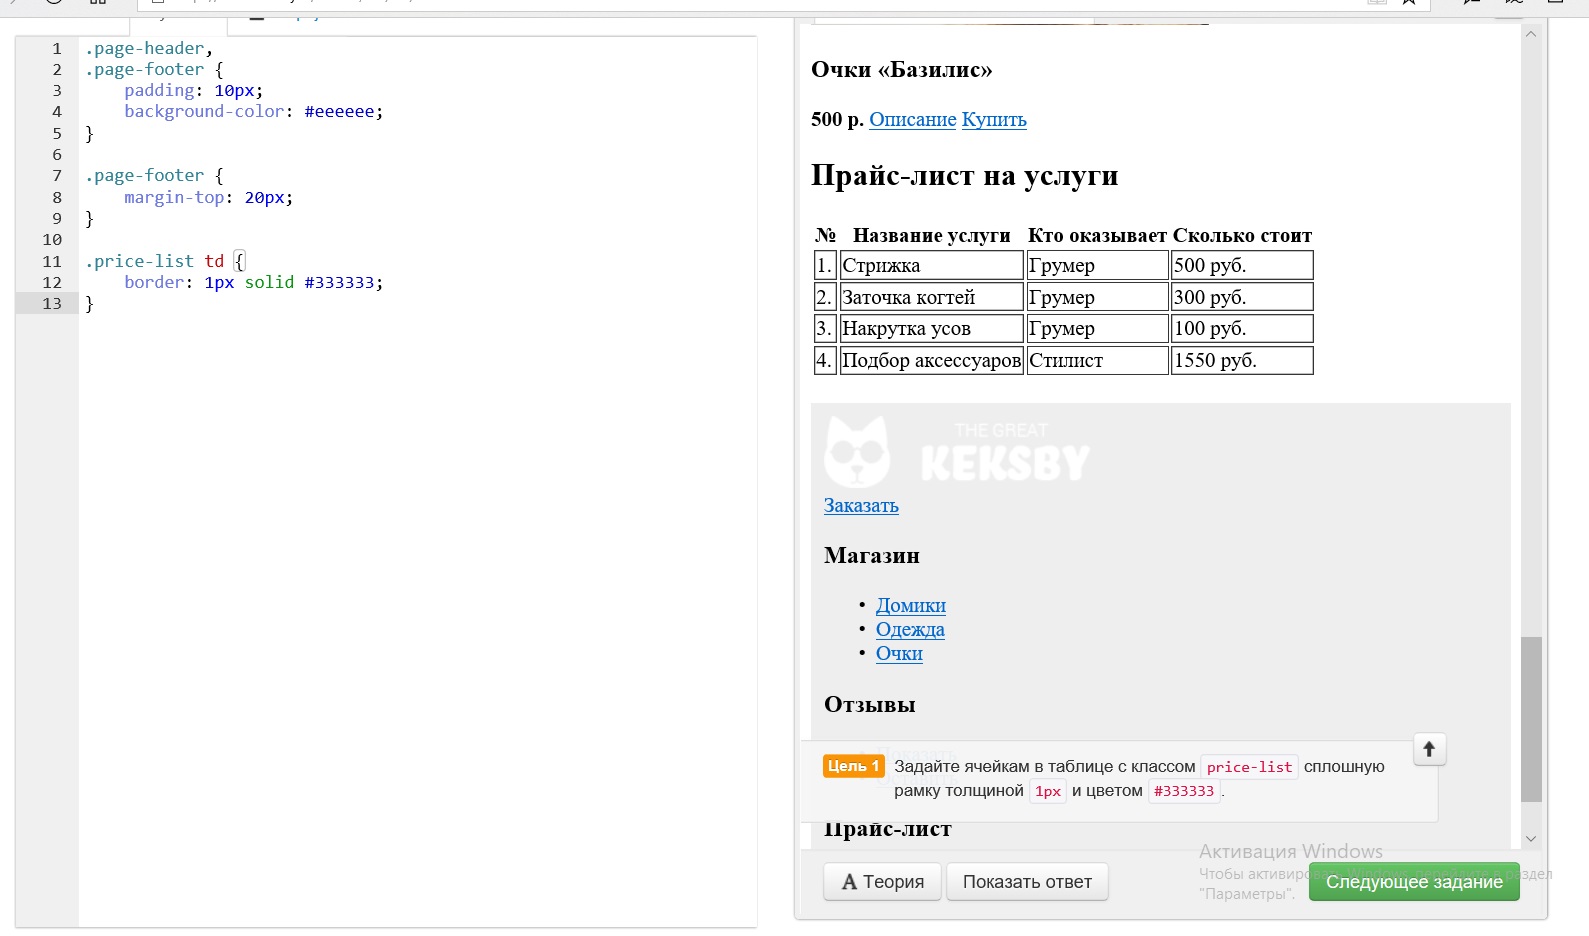 1 .page-header,
2 .page-footer {
3 padding: 10px;
4 background-color: #eeeeee;
5 }
6
7 .page-footer {
8 margin-top: 20px;
9 }
10
11 .price-list td {
12 border: 1px solid #333333;
13 }
Очки «Базилис»
500 р. Описание Купить
Прайс-лист на услуги
№ Название услуги Кто оказывает Сколько стоит
1. Стрижка Грумер 500 руб.
2. Заточка когтей Грумер 300 руб.
3. Накрутка усов Грумер 100 руб.
4. Подбор аксессуаров Стилист 1550 руб.
THE GREAT
KEKSBY
Заказать
Магазин
• Домики
• Одежда
• Очки
Отзывы
Показать
Цель 1 Задайте ячейкам в таблице с классом price-list сплошную
рамку толщиной 1px и цветом #333333.
Прайс-лист
Активация Windows
Чтобы активировать Windows, перейдите в раздел
"Параметры".
А Теория Показать ответ Следующее задание